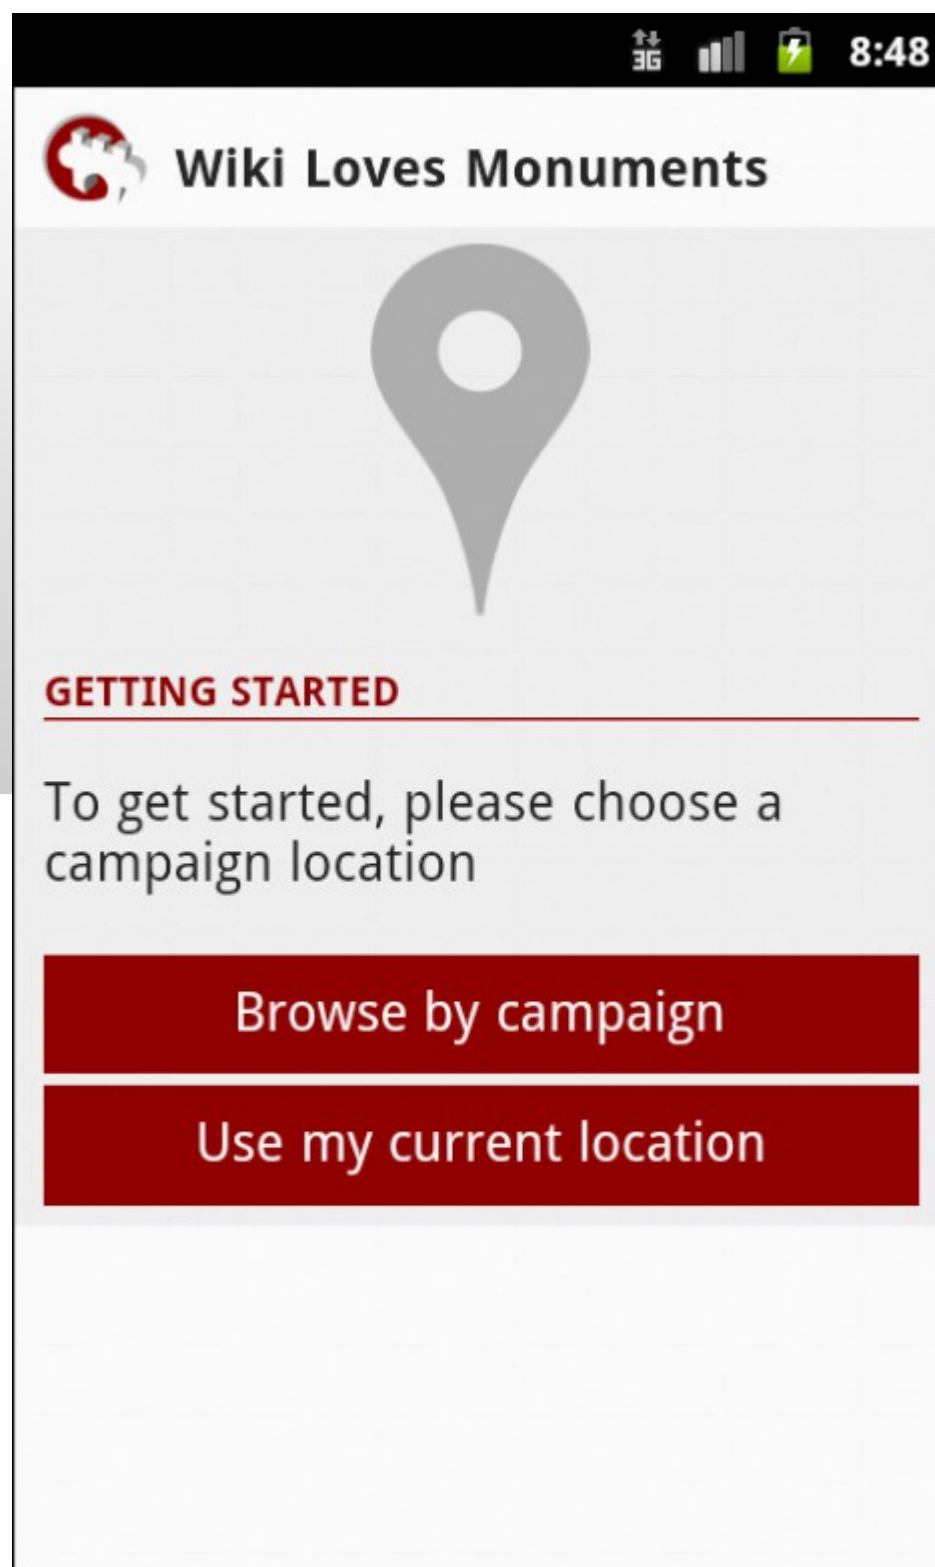 3G 8:48
Wiki Loves Monuments
GETTING STARTED
To get started, please choose a
campaign location
Browse by campaign
Use my current location